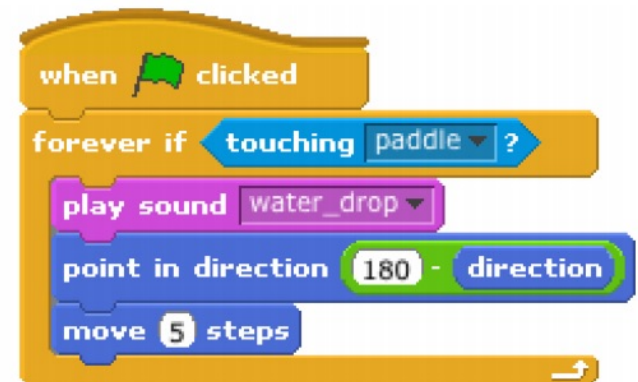 when clicked
forever if touching paddle ?
play sound water_drop
point in direction 180 - direction
move 5 steps